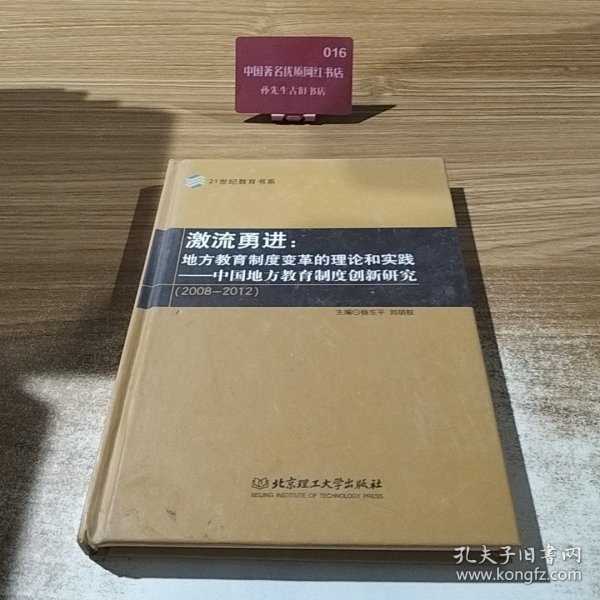 016
中国著名优质网红书店
孙先生古旧书店
21世纪教育书系
激流勇进：
地方教育制度变革的理论和实践
——中国地方教育制度创新研究
(2008—2012)
主编◎杨东平 刘胡权
北京理工大学出版社
BEIJING INSTITUTE OF TECHNOLOGY PRESS
孔夫子旧书网
www.kongfz.com